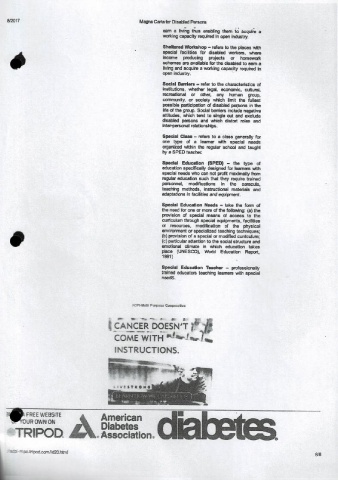 8/2017
Magna Carta for Disabled Persons
earn a living thus enabling them to acquire a
working capacity required in open industry.
Sheltered Workshop – refers to the places with
special facilities for disabled workers, where
income producing projects or homework
schemes are available for the disabled to earn a
living and acquire a working capacity required in
open industry.
Social Barriers – refer to the characteristics of
institutions, whether legal, economic, cultural,
recreational or other, any human group,
community, or society which limit the fullest
possible participation of disabled persons in the
life of the group. Social barriers include negative
attitudes, which tend to single out and exclude
disabled persons and which distort roles and
interpersonal relationships.
Special Class – refers to a class generally for
one type of a learner with special needs
organized within the regular school and taught
by a SPED teacher.
Special Education (SPED) – the type of
education specifically designed for learners with
special needs who can not profit maximally from
regular education such that they require trained
personnel, modifications in the curricula,
teaching methods, instructional materials and
adaptations in facilities and equipment.
Special Education Needs – take the form of
the need for one or more of the following: (a) the
provision of special means of access to the
curriculum through special equipments, facilities
or resources, modification of the physical
environment or specialized teaching techniques;
(b) provision of a special or modified curriculum;
(c) particular attention to the social structure and
emotional climate in which education takes
place (UNESCO), World Education Report,
1991)
Special Education Teacher – professionally
trained educators teaching learners with special
needs.
Multi Purpose Cooperative
CANCER DOESN'T
COME WITH
INSTRUCTIONS.
LIVESTRONG
FREE WEBSITE
YOUR OWN ON
TRIPOD.
American
Diabetes
Association.
diabetes.
.tripod.com/id20.html